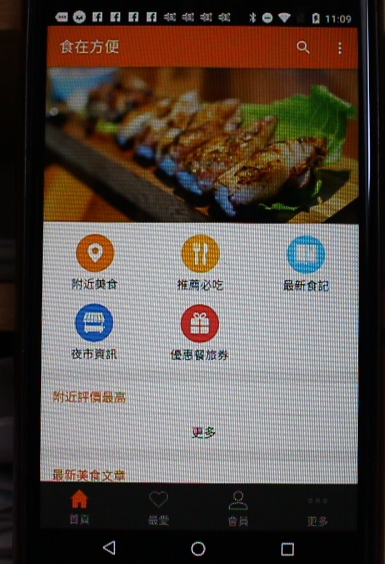 11:09
食在方便
附近美食
推薦必吃
最新食記
夜市資訊
優惠餐旅券
附近評價最高
更多
最新美食文章
首頁
最愛
會員
更多